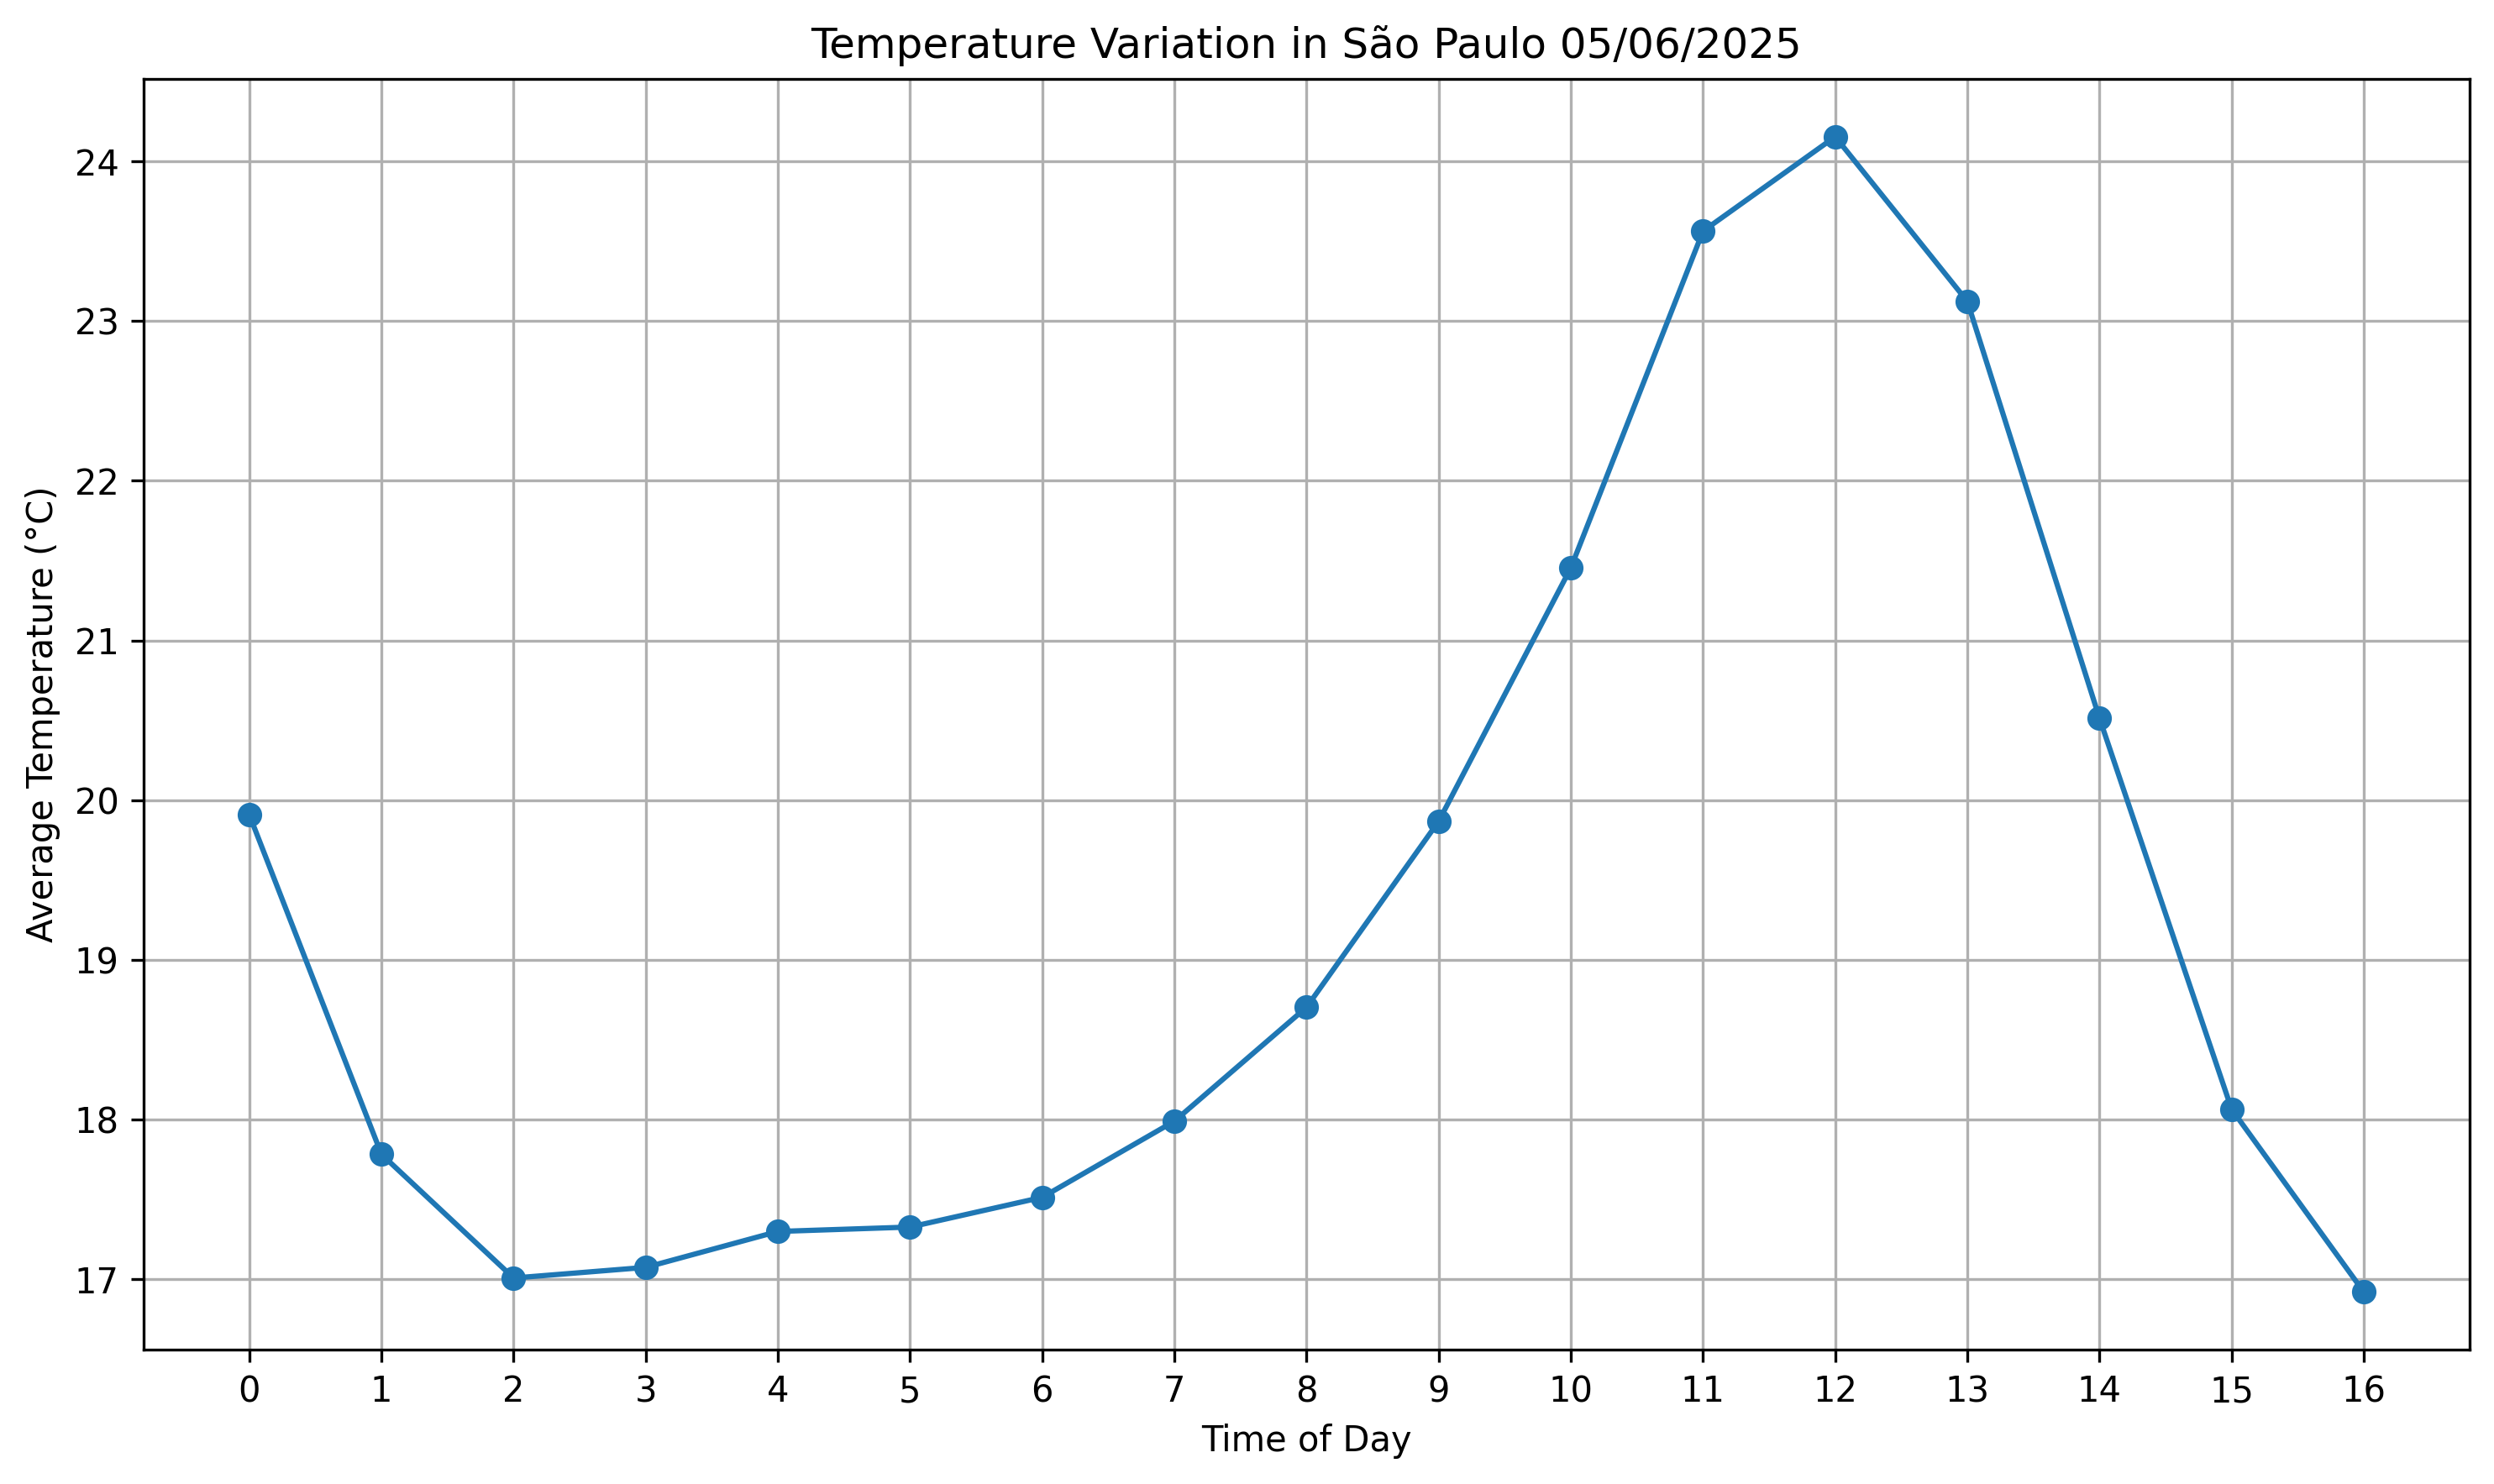 Temperature Variation in São Paulo 05/06/2025
Average Temperature (°C)
24
23
22
21
20
19
18
17
0 1 2 3 4 5 6 7 8 9 10 11 12 13 14 15 16
Time of Day